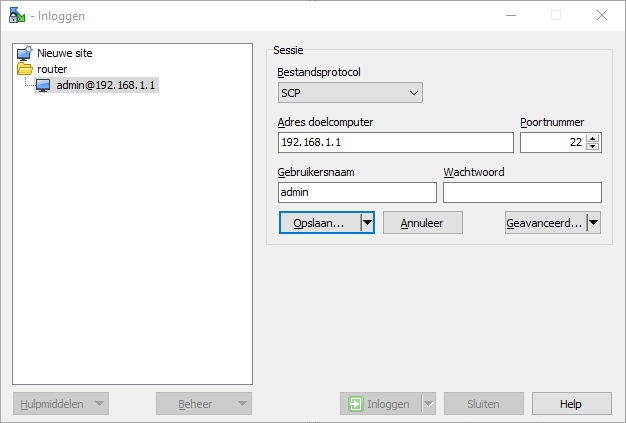 - Inloggen
Nieuwe site
router
admin@192.168.1.1
Sessie
Bestandsprotocol
SCP
Adres doelcomputer
Poortnummer
192.168.1.1
22
Gebruikersnaam
Wachtwoord
admin
Opslaan...
Annuleer
Geavanceerd...
Hulpmiddelen
Beheer
Inloggen
Sluiten
Help